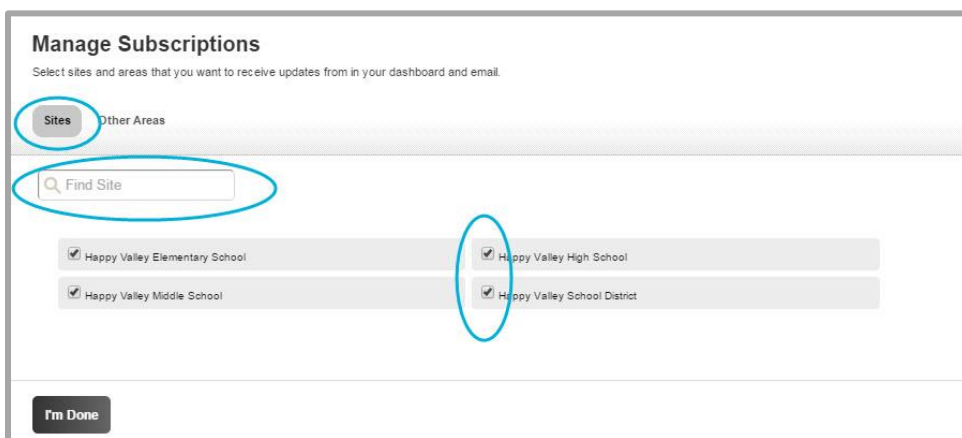 Manage Subscriptions
Select sites and areas that you want to receive updates from in your dashboard and email.
Sites Other Areas
Find Site
Happy Valley Elementary School Happy Valley High School
Happy Valley Middle School Happy Valley School District
I'm Done